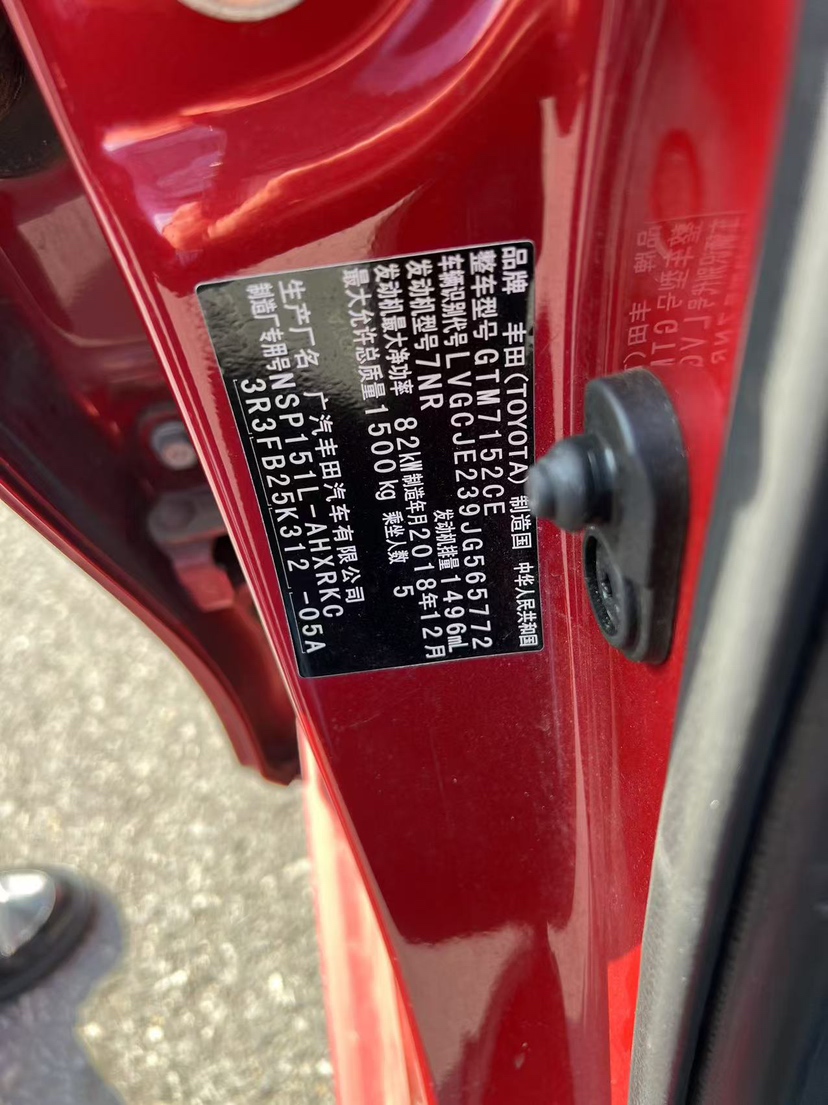 品牌 丰田(TOYOTA) 制造国 中华人民共和国
整车型号 GTM7152CE
车辆识别代号 LVGCJE239JG565772
发动机型号 7NR 发动机排量 1496mL
发动机最大净功率 82kW 制造年月 2018年12月
最大允许总质量 1500kg 乘坐人数 5
生产厂名 广汽丰田汽车有限公司
制造厂专用号 NSP151L-AHXRKC
3R3FB25K312 -05A